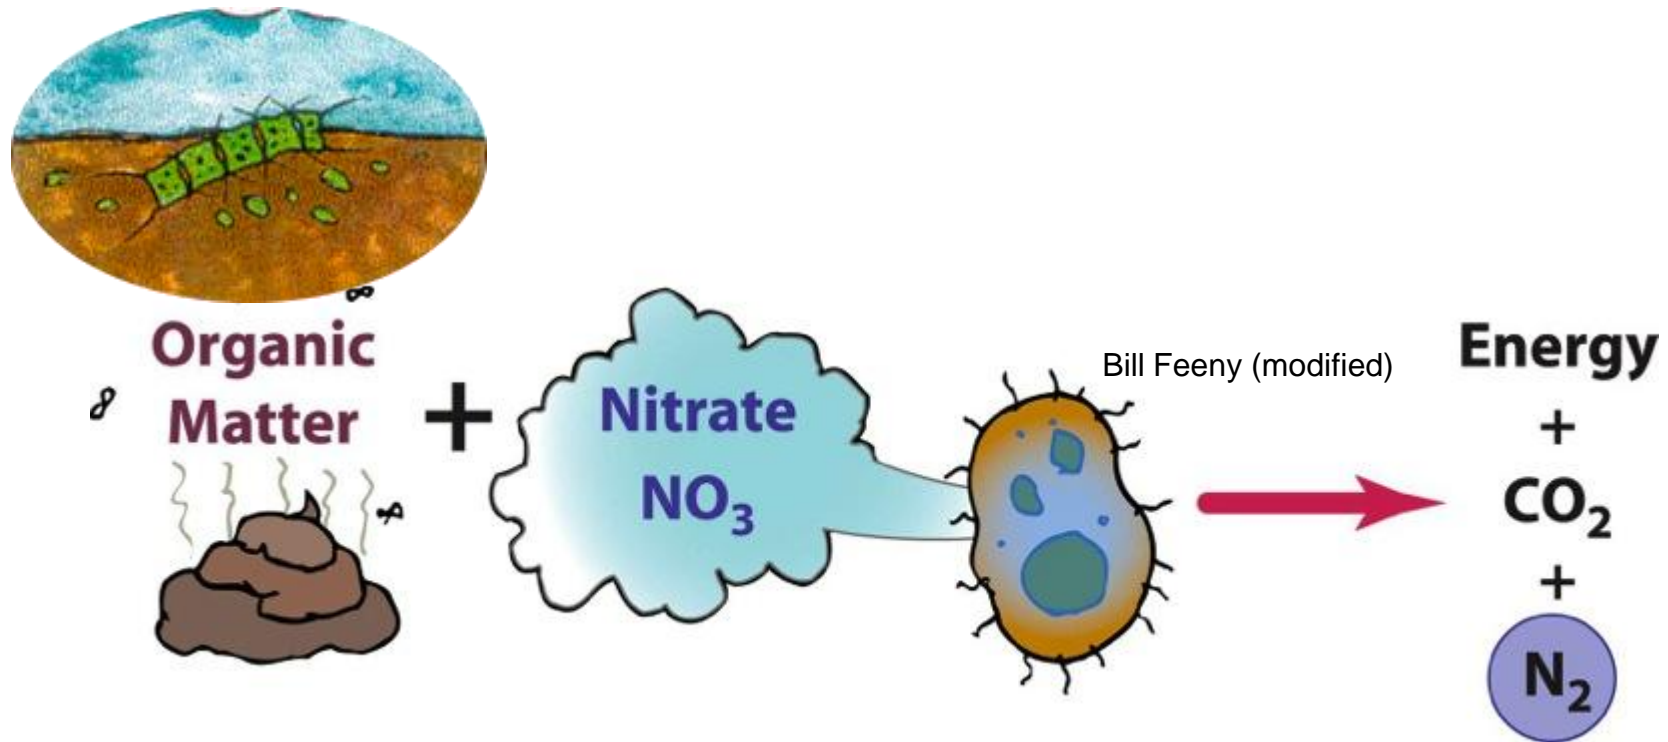 Organic
Matter
+
Nitrate
NO₃
Bill Feeny (modified)
Energy
+
CO₂
+
N₂